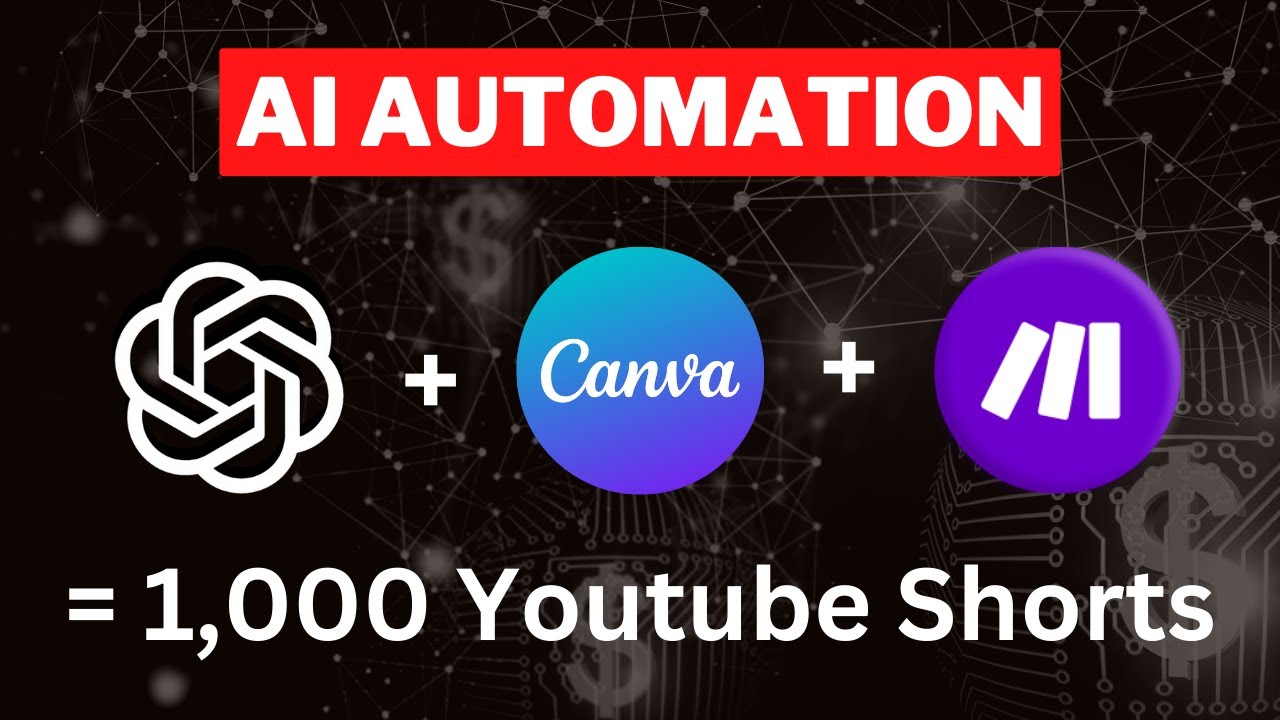 AI AUTOMATION
+ Canva +
= 1,000 Youtube Shorts